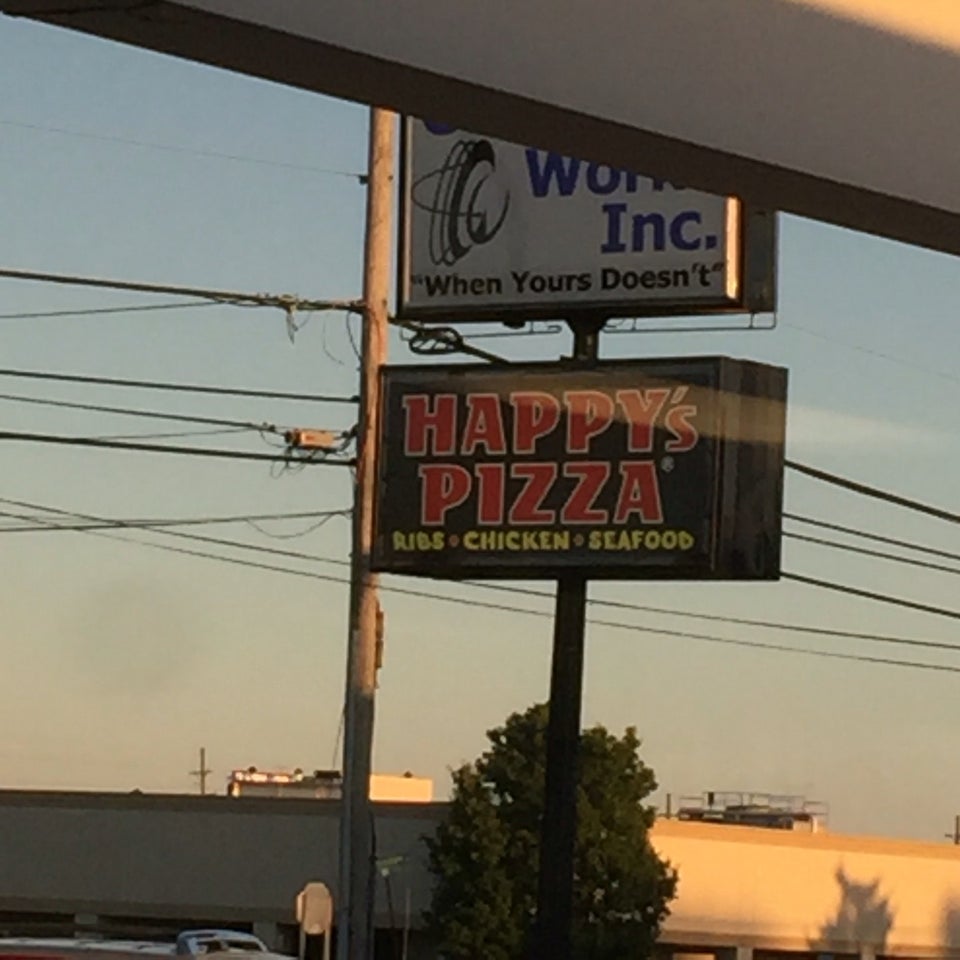 Inc.
"When Yours Doesn't"
HAPPY's
PIZZA®
RIBS • CHICKEN • SEAFOOD